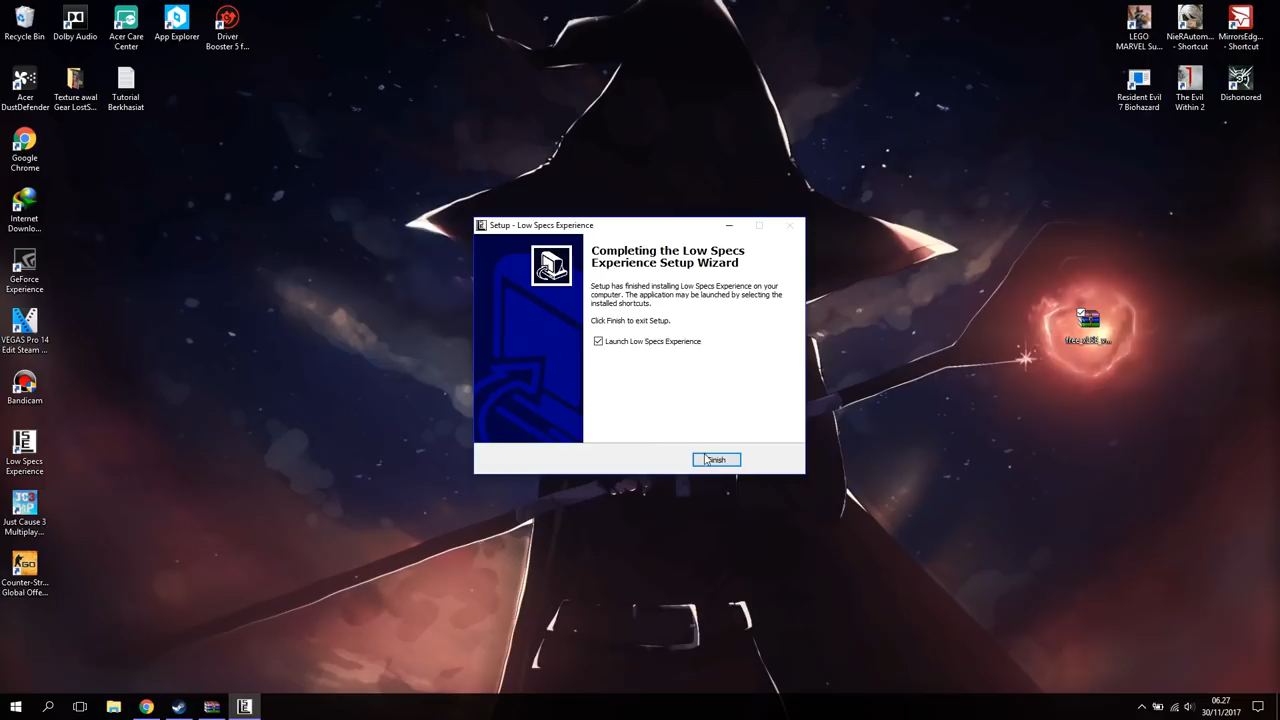 Recycle Bin
Dolby Audio
Acer Care
Center
App Explorer
Driver
Booster 5 f...
LEGO
MARVEL Su...
NieRAutom...
- Shortcut
MirrorsEdg...
- Shortcut
Acer
DustDefender
Texture awal
Gear LostS...
Tutorial
Berkhasiat
Resident Evil
7 Biohazard
The Evil
Within 2
Dishonored
Google
Chrome
Internet
Downlo...
GeForce
Experience
VEGAS Pro 14
Edit Steam ...
Bandicam
Low Specs
Experience
Just Cause 3
Multiplay...
Counter-Str...
Global Offe...
Setup - Low Specs Experience
Completing the Low Specs
Experience Setup Wizard
Setup has finished installing Low Specs Experience on your
computer. The application may be launched by selecting the
installed shortcuts.
Click Finish to exit Setup.
Launch Low Specs Experience
Finish
06.27
30/11/2017